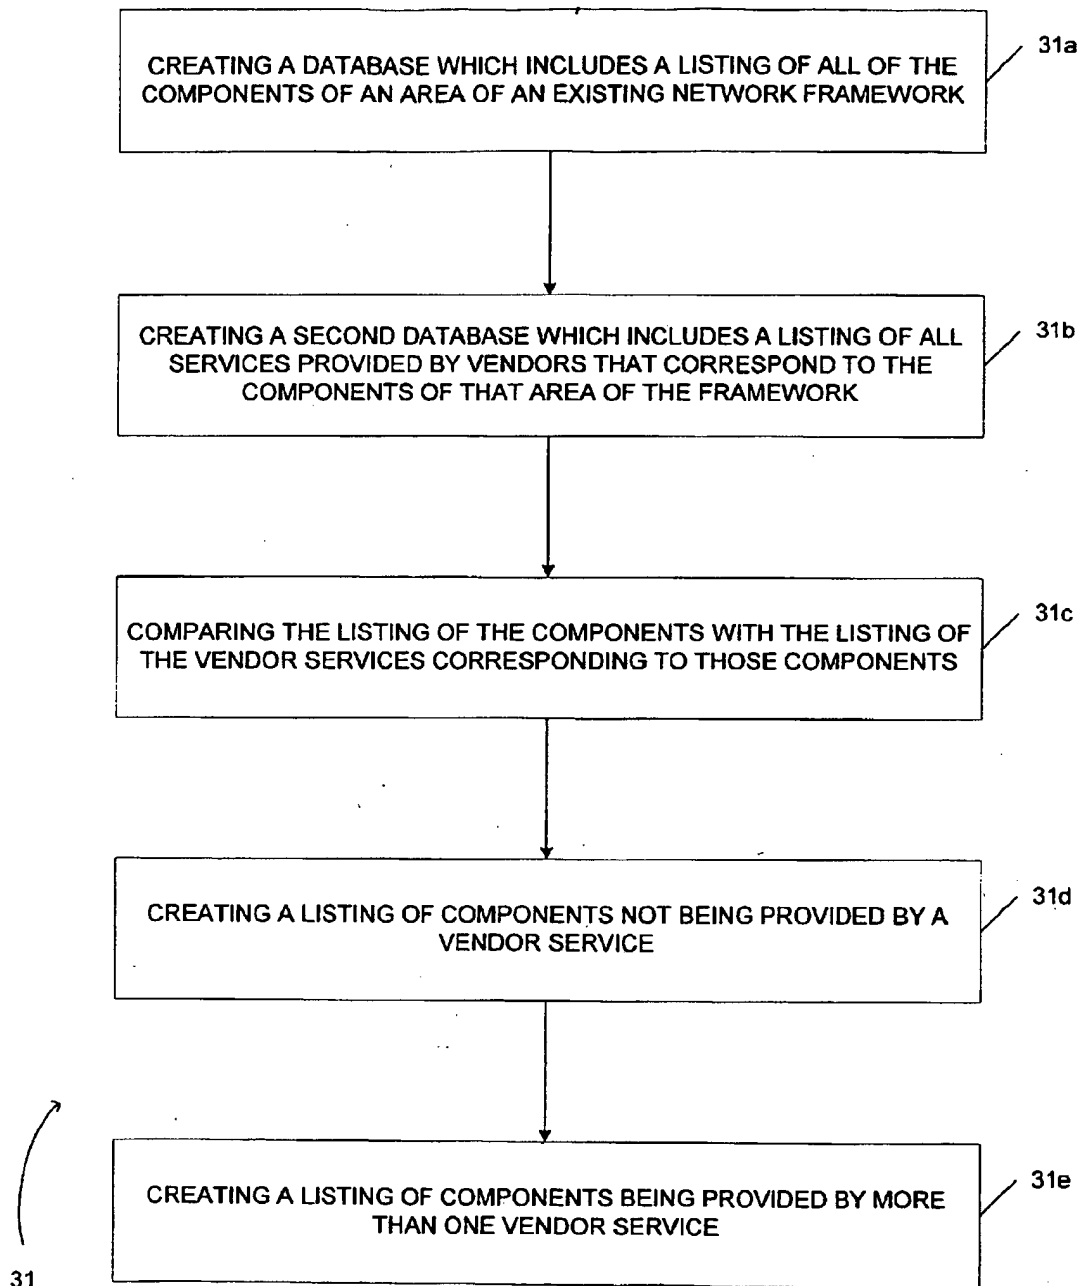 CREATING A DATABASE WHICH INCLUDES A LISTING OF ALL OF THE
COMPONENTS OF AN AREA OF AN EXISTING NETWORK FRAMEWORK
31a
CREATING A SECOND DATABASE WHICH INCLUDES A LISTING OF ALL
SERVICES PROVIDED BY VENDORS THAT CORRESPOND TO THE
COMPONENTS OF THAT AREA OF THE FRAMEWORK
31b
COMPARING THE LISTING OF THE COMPONENTS WITH THE LISTING OF
THE VENDOR SERVICES CORRESPONDING TO THOSE COMPONENTS
31c
CREATING A LISTING OF COMPONENTS NOT BEING PROVIDED BY A
VENDOR SERVICE
31d
CREATING A LISTING OF COMPONENTS BEING PROVIDED BY MORE
THAN ONE VENDOR SERVICE
31e
31